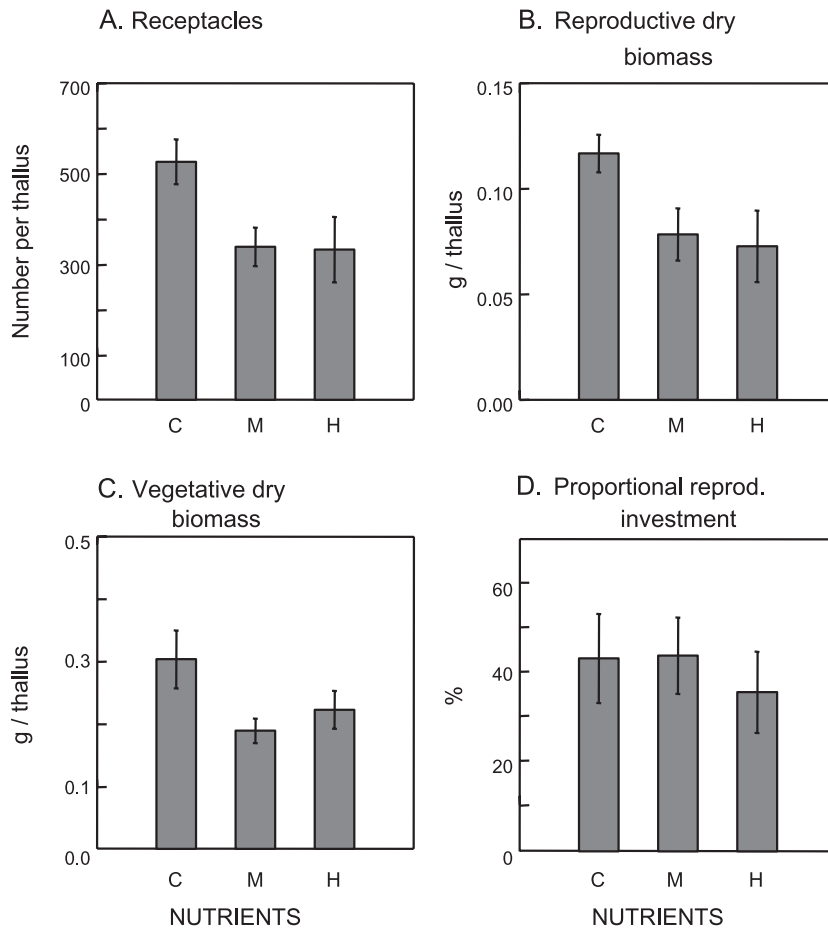 A. Receptacles
Number per thallus
700
500
300
100
0
C M H
B. Reproductive dry
biomass
g / thallus
0.15
0.10
0.05
0.00
C M H
C. Vegetative dry
biomass
g / thallus
0.5
0.3
0.1
0.0
C M H
NUTRIENTS
D. Proportional reprod.
investment
%
60
40
20
0
C M H
NUTRIENTS